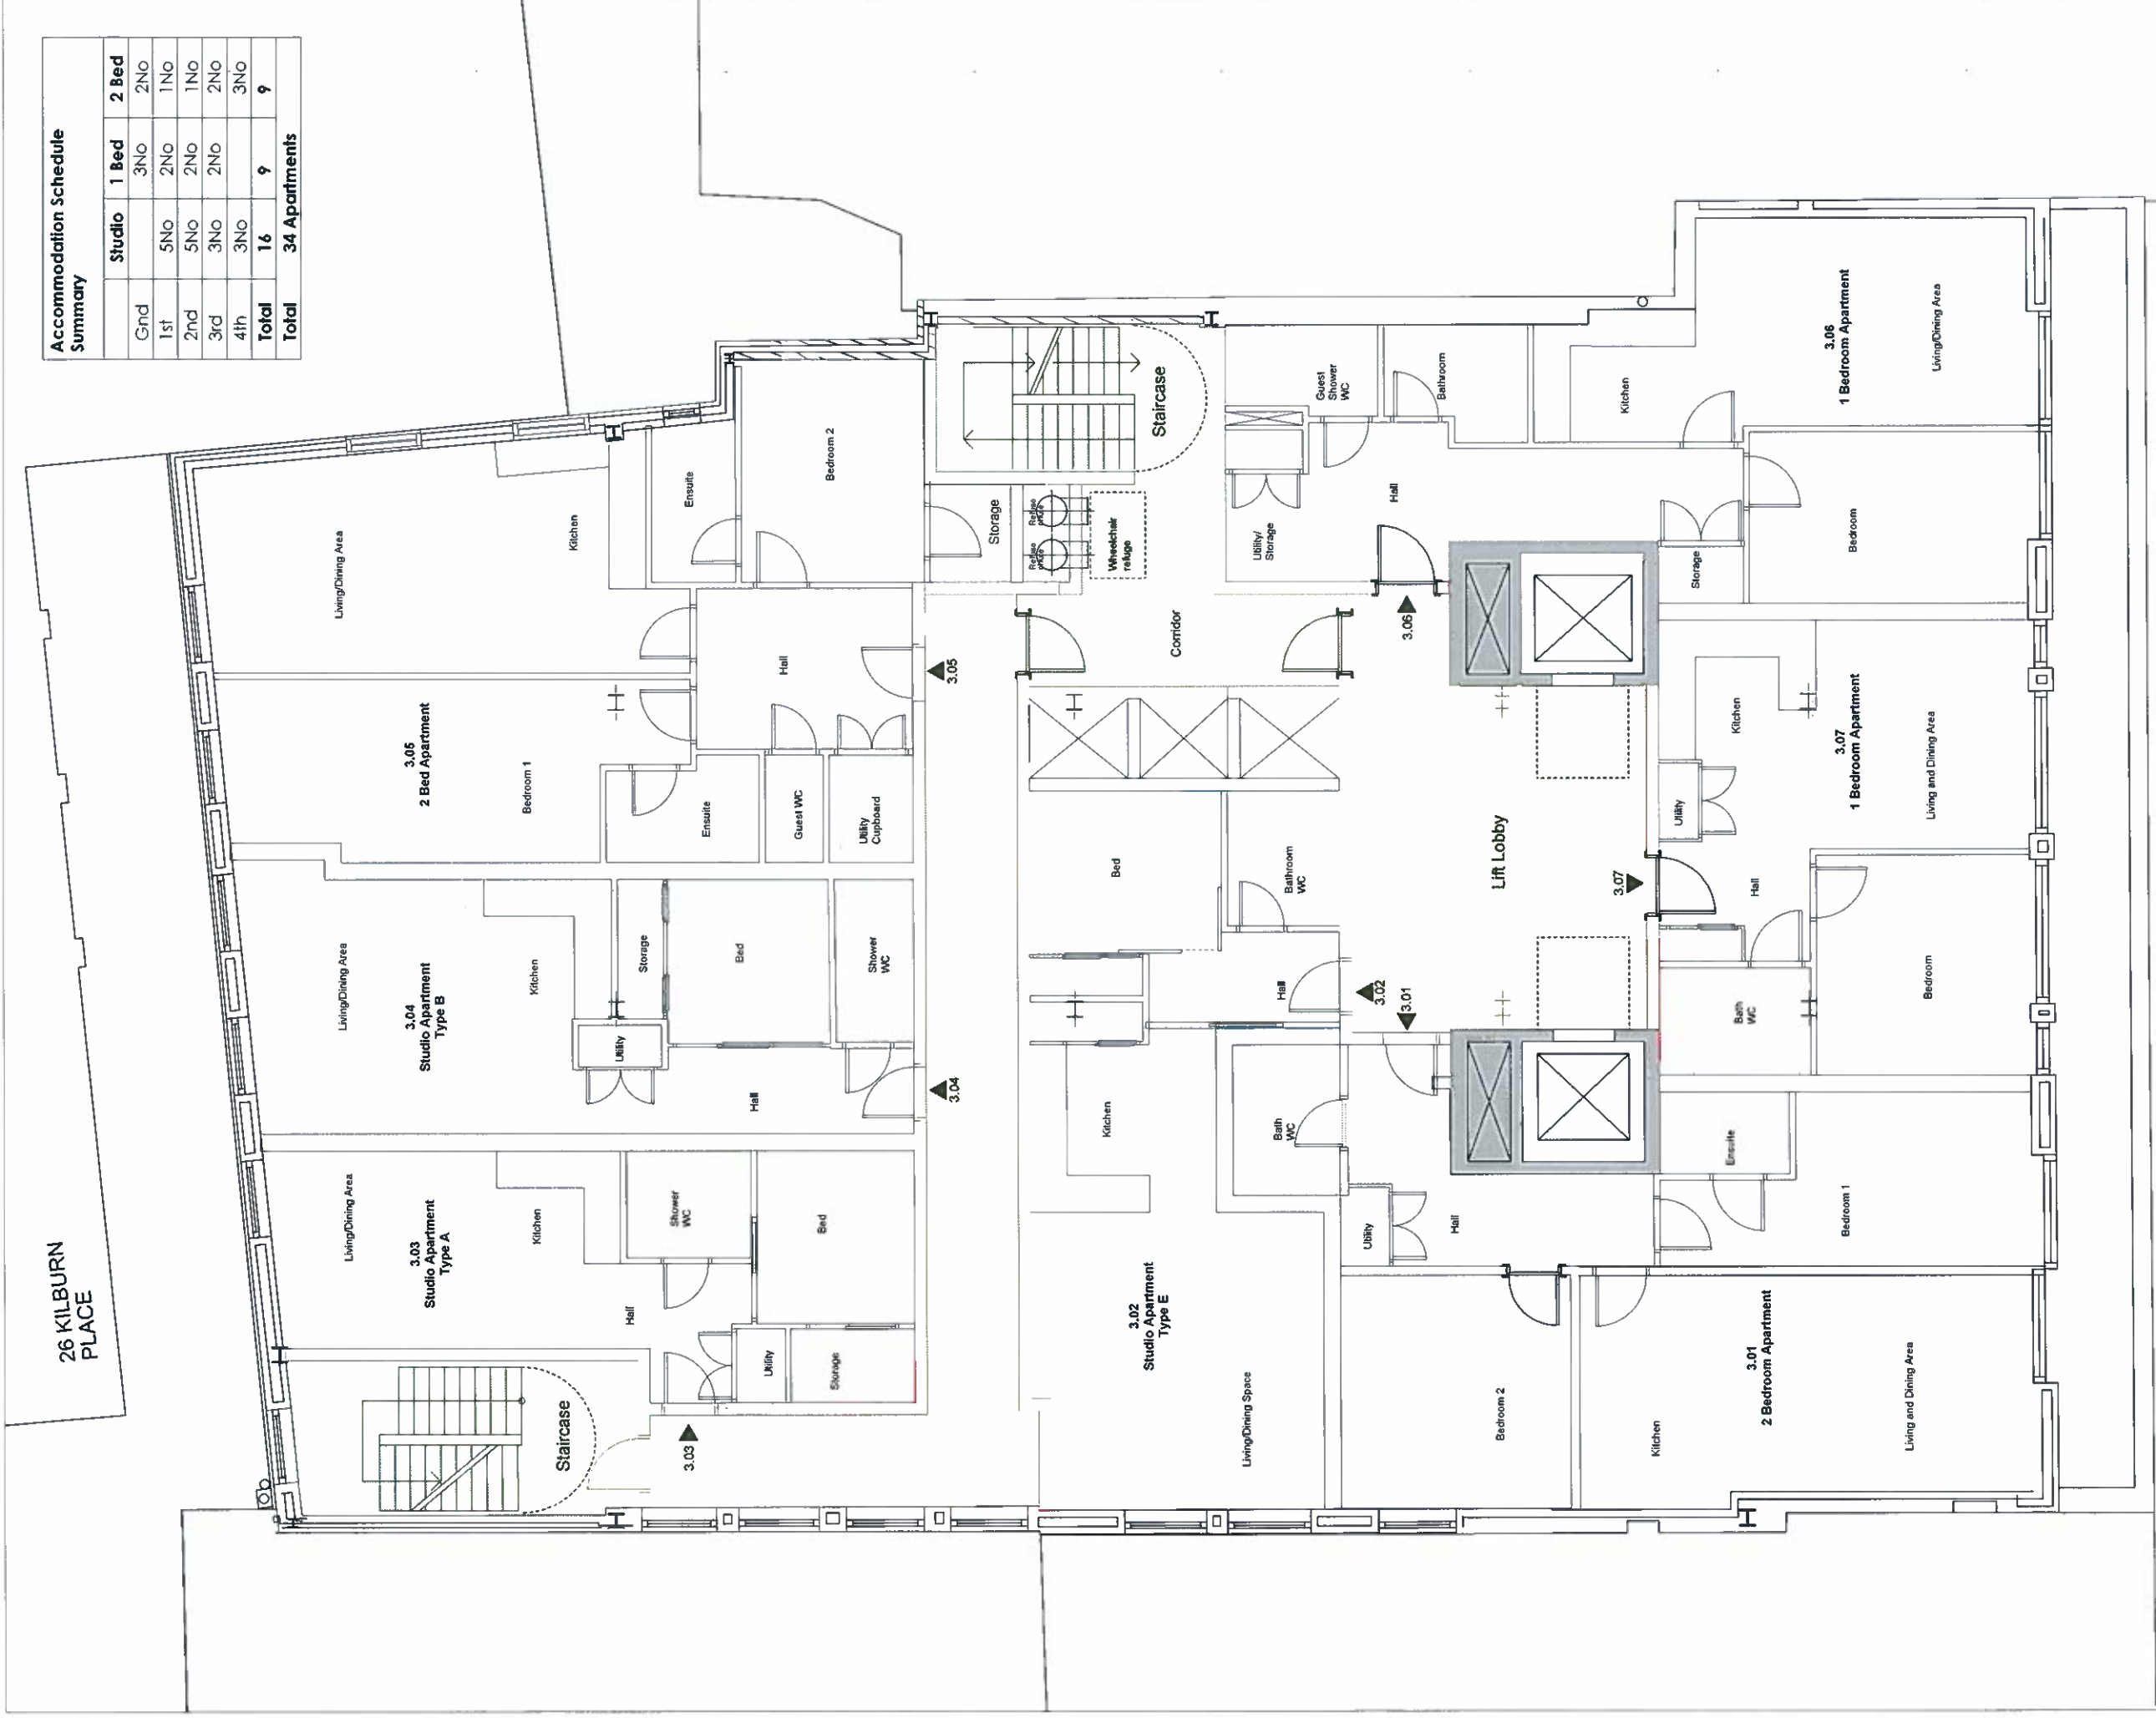 Accommodation Schedule
Summary
Studio 1 Bed 2 Bed
Gnd 3No 2No
1st 5No 2No 1No
2nd 5No 2No 1No
3rd 3No 2No 2No
4th 3No 3No
Total 16 9 9
Total 34 Apartments
26 KILBURN
PLACE
Living/Dining Area
Kitchen
Ensuite
Bedroom 2
3.05
2 Bed Apartment
Bedroom 1
Ensuite
Guest WC
Utility
Cupboard
Hall
3.05
Living/Dining Area
3.04
Studio Apartment
Type B
Kitchen
Storage
Bed
Shower
WC
Utility
Hall
3.04
Living/Dining Area
3.03
Studio Apartment
Type A
Kitchen
Shower
WC
Bed
Hall
Utility
Storage
3.03
Staircase
Storage
Refuse
Refuse
Wheelchair
refuge
Staircase
Corridor
Guest
Shower
WC
Bathroom
Kitchen
3.06
1 Bedroom Apartment
Living/Dining Area
Utility/
Storage
Hall
3.06
Storage
Bedroom
Bed
Bathroom
WC
Hall
3.02
3.01
Lift Lobby
3.07
Kitchen
Utility
3.07
1 Bedroom Apartment
Living and Dining Area
Hall
Bath
WC
Bedroom
Kitchen
Bath
WC
3.02
Studio Apartment
Type E
Living/Dining Space
Utility
Hall
Ensuite
Bedroom 1
Bedroom 2
Kitchen
3.01
2 Bedroom Apartment
Living and Dining Area